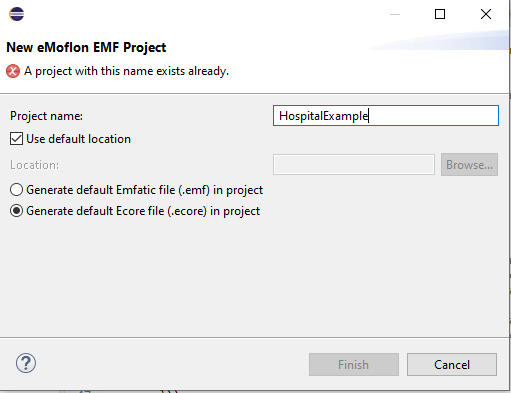 New eMoflon EMF Project
A project with this name exists already.
Project name:
HospitalExample
Use default location
Location:
Browse...
Generate default Emfatic file (.emf) in project
Generate default Ecore file (.ecore) in project
?
Finish
Cancel